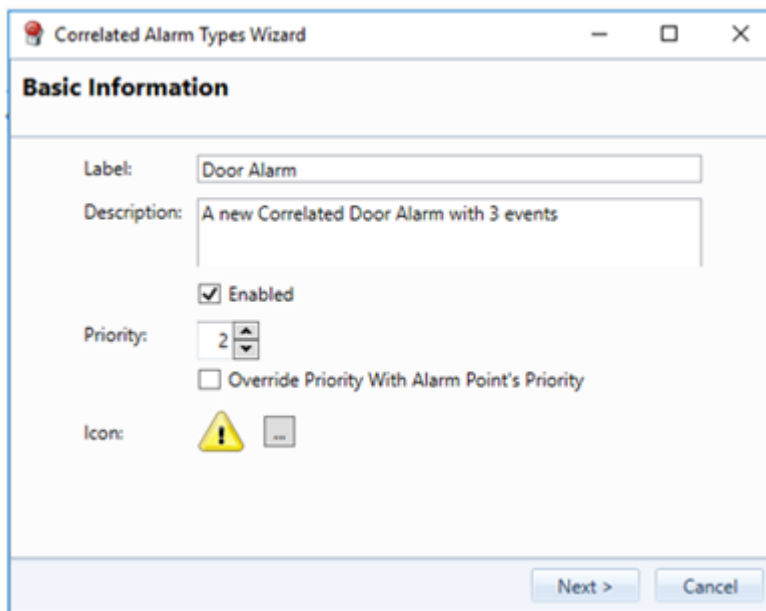 Correlated Alarm Types Wizard
Basic Information
Label: Door Alarm
Description: A new Correlated Door Alarm with 3 events
Enabled
Priority: 2
Override Priority With Alarm Point's Priority
Icon: ...
Next > Cancel